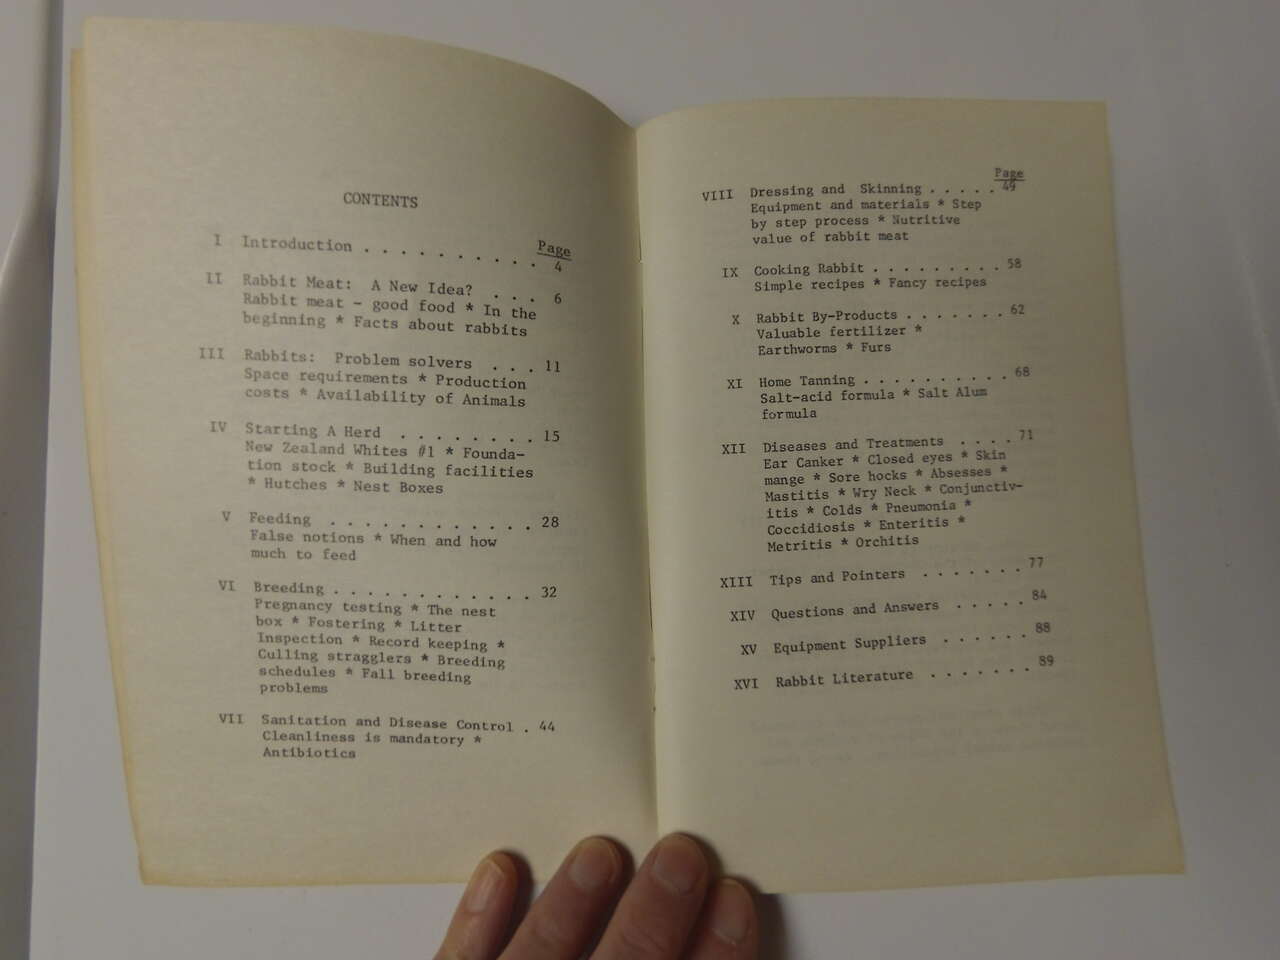 CONTENTS
Page
I Introduction . . . . . . . . . . . 4
II Rabbit Meat: A New Idea? . . . 6
Rabbit meat - good food * In the
beginning * Facts about rabbits
III Rabbits: Problem solvers . . . 11
Space requirements * Production
costs * Availability of Animals
IV Starting A Herd . . . . . . . . 15
New Zealand Whites #1 * Founda-
tion stock * Building facilities
* Hutches * Nest Boxes
V Feeding . . . . . . . . . . . . 28
False notions * When and how
much to feed
VI Breeding . . . . . . . . . . . . 32
Pregnancy testing * The nest
box * Fostering * Litter
Inspection * Record keeping *
Culling stragglers * Breeding
schedules * Fall breeding
problems
VII Sanitation and Disease Control . 44
Cleanliness is mandatory *
Antibiotics
Page
VIII Dressing and Skinning . . . . . 49
Equipment and materials * Step
by step process * Nutritive
value of rabbit meat
IX Cooking Rabbit . . . . . . . . . 58
Simple recipes * Fancy recipes
X Rabbit By-Products . . . . . . . 62
Valuable fertilizer *
Earthworms * Furs
XI Home Tanning . . . . . . . . . . 68
Salt-acid formula * Salt Alum
formula
XII Diseases and Treatments . . . . 71
Ear Canker * Closed eyes * Skin
mange * Sore hocks * Absesses *
Mastitis * Wry Neck * Conjunctiv-
itis * Colds * Pneumonia *
Coccidiosis * Enteritis *
Metritis * Orchitis
XIII Tips and Pointers . . . . . . . 77
XIV Questions and Answers . . . . . 84
XV Equipment Suppliers . . . . . . 88
XVI Rabbit Literature . . . . . . . 89